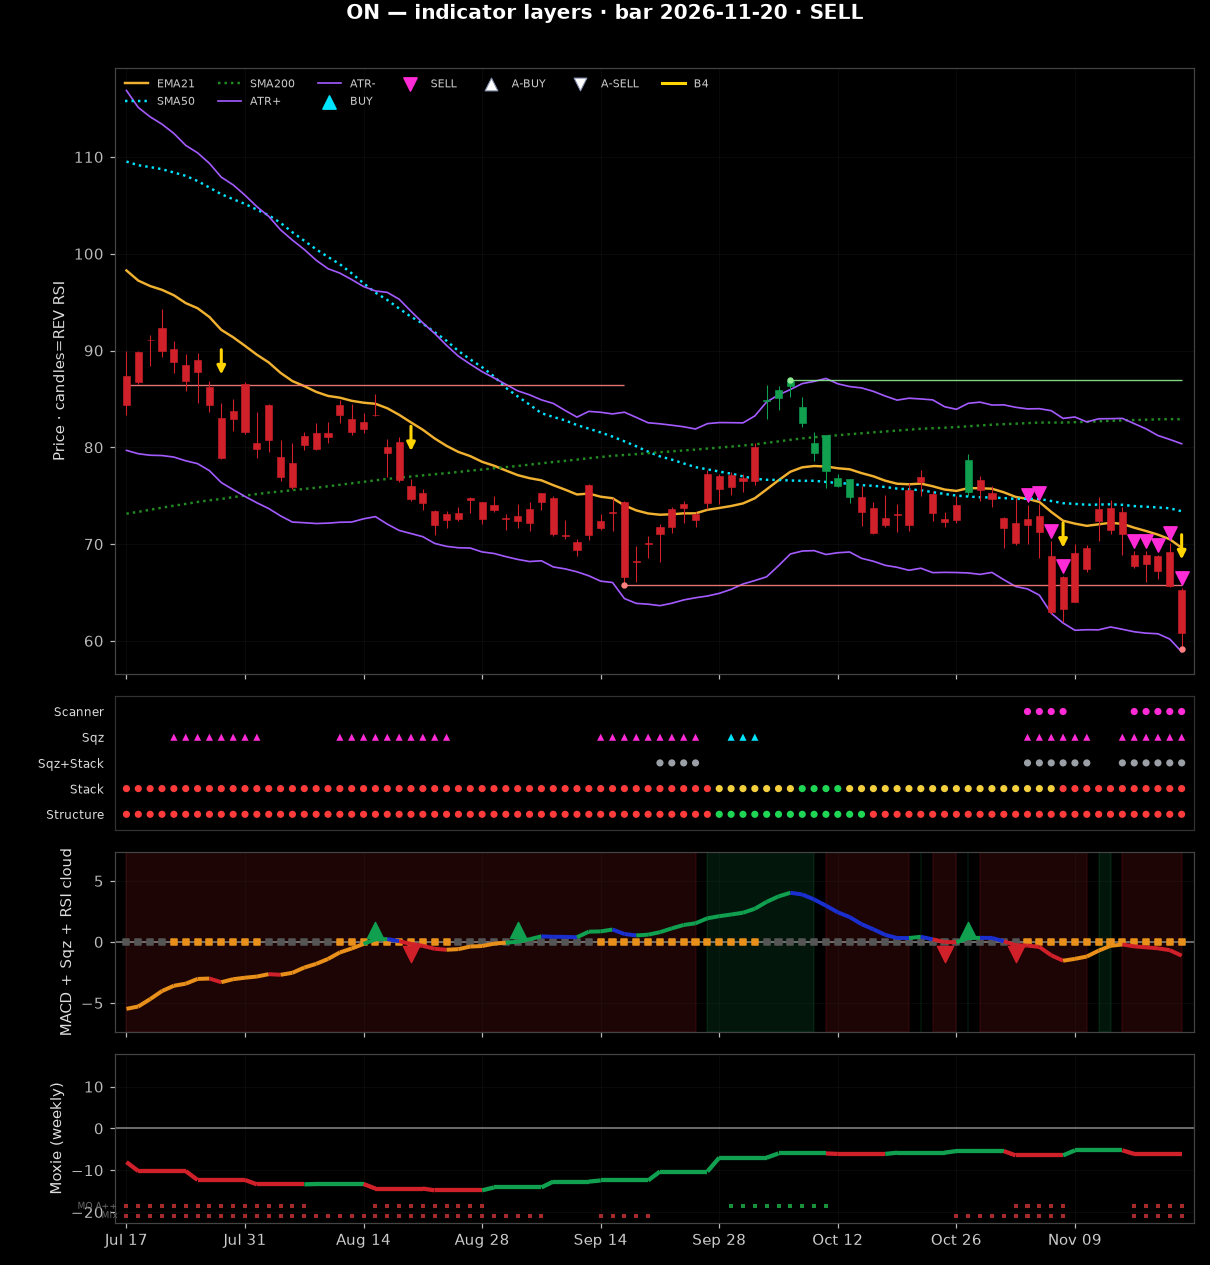 ON — indicator layers · bar 2026-11-20 · SELL
EMA21 SMA200 ATR- SELL A-BUY A-SELL B4
SMA50 ATR+ BUY
Price · candles=REV RSI
110
100
90
80
70
60
Scanner
Sqz
Sqz+Stack
Stack
Structure
MACD + Sqz + RSI cloud
5
0
−5
Moxie (weekly)
10
0
−10
−20
Jul 17 Jul 31 Aug 14 Aug 28 Sep 14 Sep 28 Oct 12 Oct 26 Nov 09